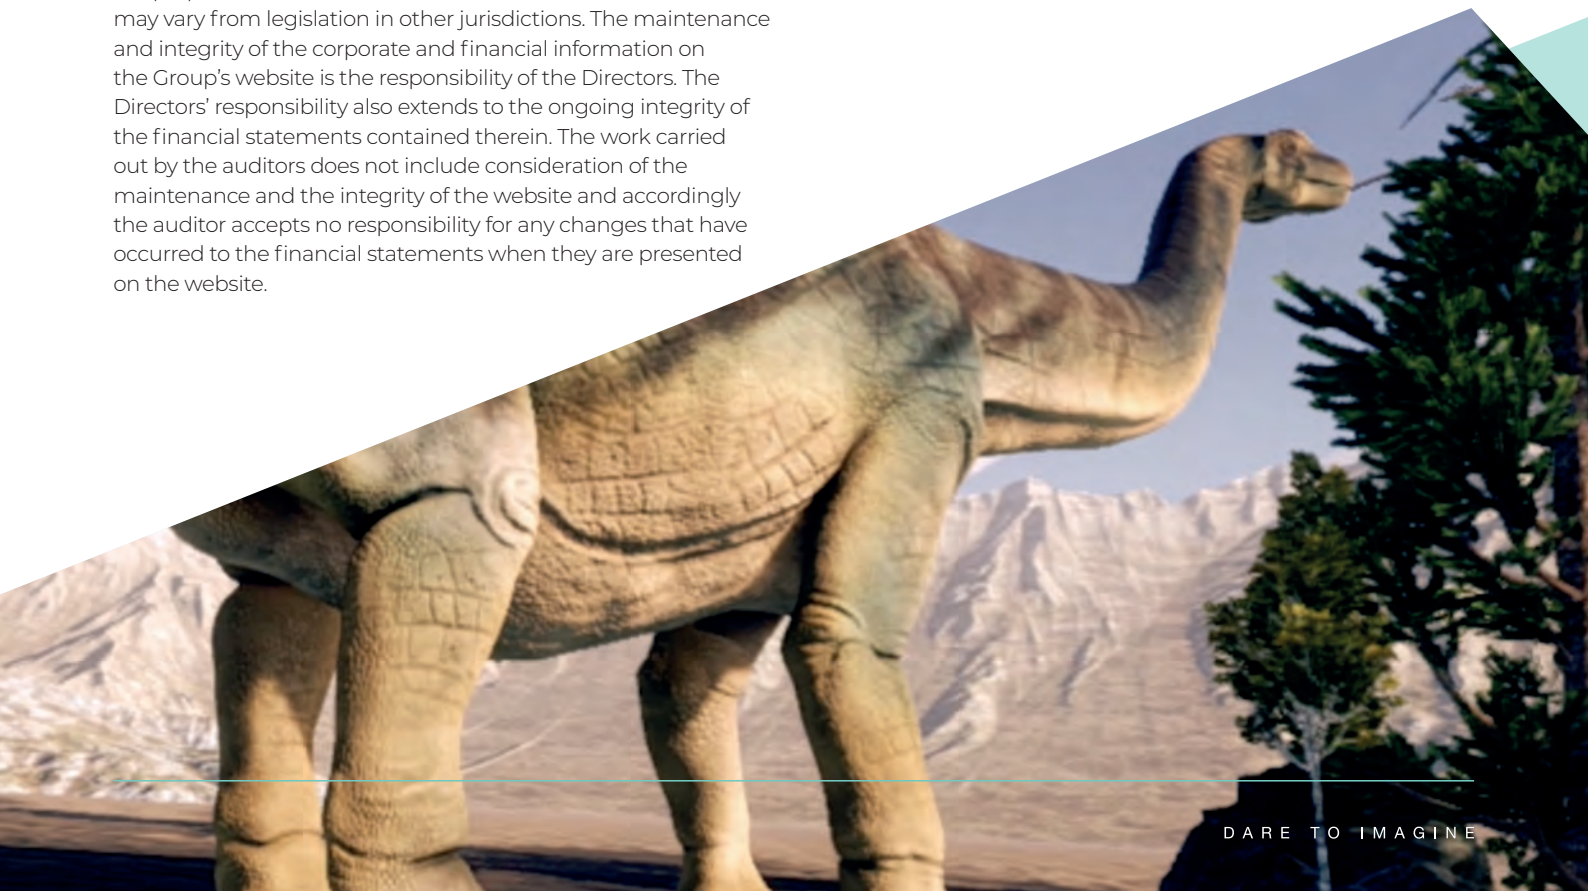 may vary from legislation in other jurisdictions. The maintenance
and integrity of the corporate and financial information on
the Group’s website is the responsibility of the Directors. The
Directors’ responsibility also extends to the ongoing integrity of
the financial statements contained therein. The work carried
out by the auditors does not include consideration of the
maintenance and the integrity of the website and accordingly
the auditor accepts no responsibility for any changes that have
occurred to the financial statements when they are presented
on the website.
DARE TO IMAGINE